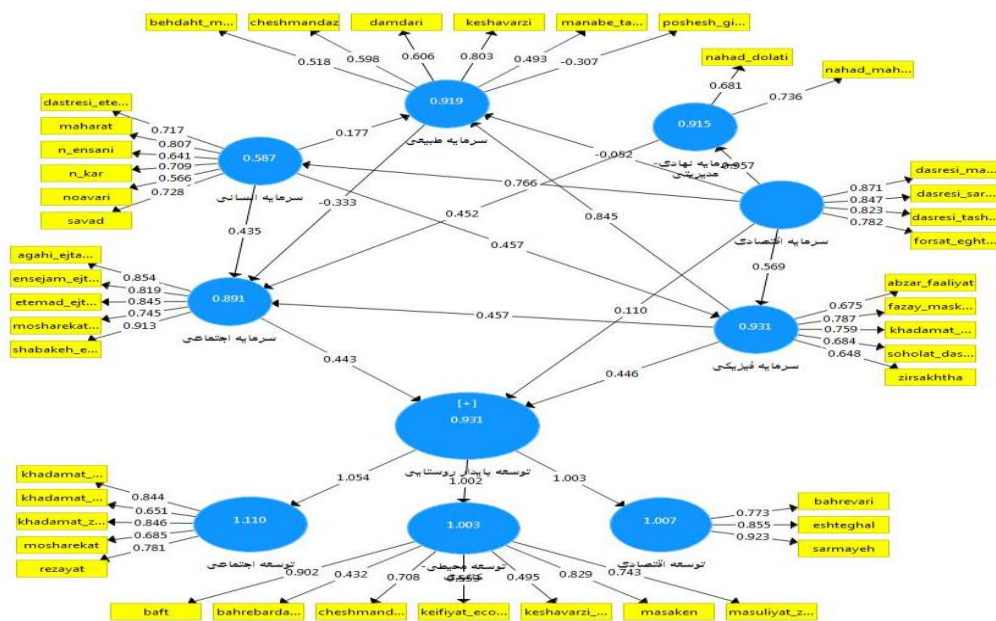 behdaht_m...
cheshmandaz
damdari
keshavarzi
manabe_ta...
poshesh_gi...
nahad_dolati
nahad_mah...
0.518
0.598
0.606
0.803
0.493
-0.307
0.681
0.736
0.919
سرمایه طبیعی
0.915
سرمایه نهادی-
مدیریتی
dastresi_ete...
maharat
n_ensani
n_kar
noavari
savad
0.717
0.807
0.641
0.709
0.566
0.728
0.587
سرمایه انسانی
0.177
-0.052
0.957
0.766
-0.333
0.452
0.435
0.457
0.845
سرمایه اقتصادی
0.871
0.847
0.823
0.782
dasresi_ma...
dasresi_sar...
dasresi_tash...
forsat_eght...
0.569
agahi_ejta...
ensejam_ejt...
etemad_ejt...
mosharekat...
shabakeh_e...
0.854
0.819
0.845
0.745
0.913
0.891
سرمایه اجتماعی
0.457
0.110
0.931
سرمایه فیزیکی
0.675
0.787
0.759
0.684
0.648
abzar_faaliyat
fazay_mask...
khadamat_...
soholat_das...
zirsakhtha
0.443
0.446
[+]
0.931
توسعه پایدار روستایی
1.054
1.002
1.003
khadamat_...
khadamat_...
khadamat_z...
mosharekat
rezayat
0.844
0.651
0.846
0.685
0.781
1.110
توسعه اجتماعی
1.003
توسعه محیطی-
1.007
توسعه اقتصادی
0.773
0.855
0.923
bahrevari
eshteghal
sarmayeh
0.902
0.432
0.708
0.495
0.829
0.743
baft
bahrebarda...
cheshmand...
keifiyat_eco...
keshavarzi_...
masaken
masuliyat_z...